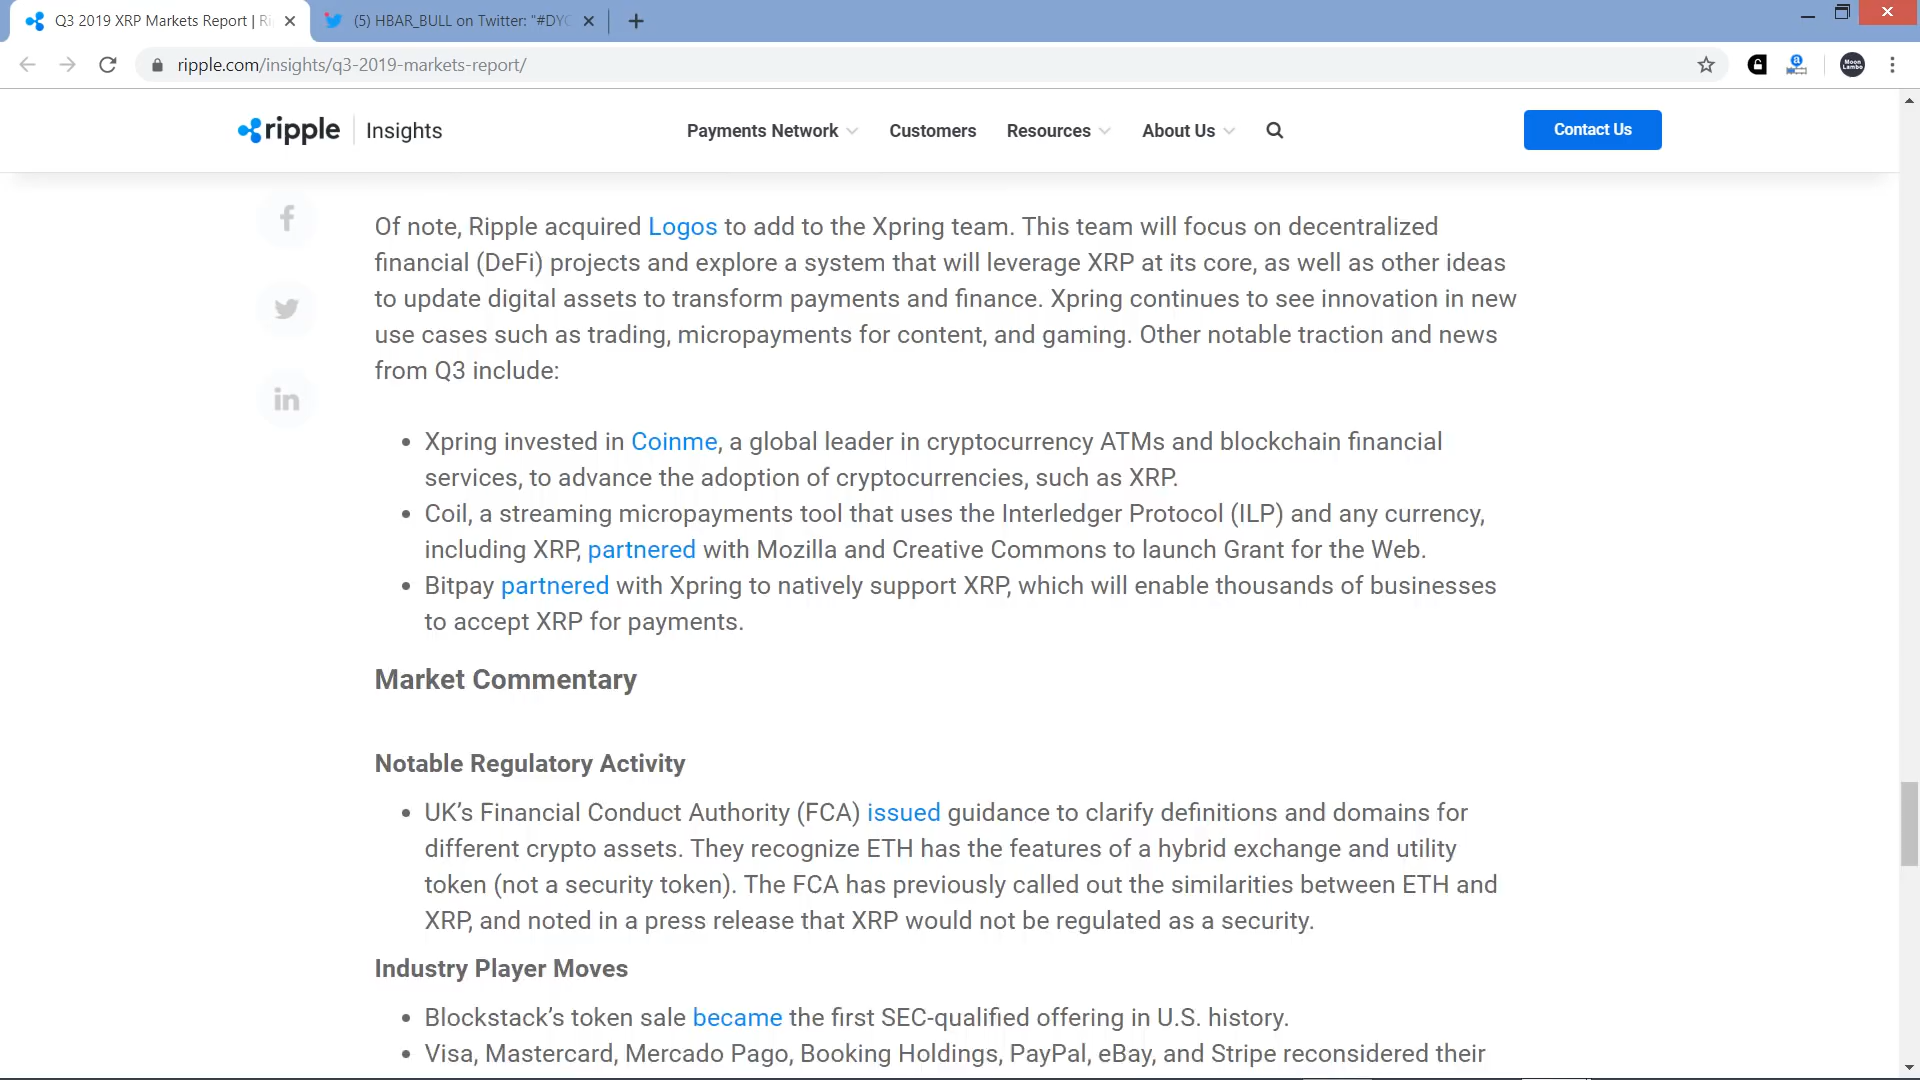 Q3 2019 XRP Markets Report | Ri
(5) HBAR_BULL on Twitter: "#DYO
ripple.com/insights/q3-2019-markets-report/
ripple Insights
Payments Network Customers Resources About Us
Contact Us
Of note, Ripple acquired Logos to add to the Xpring team. This team will focus on decentralized
financial (DeFi) projects and explore a system that will leverage XRP at its core, as well as other ideas
to update digital assets to transform payments and finance. Xpring continues to see innovation in new
use cases such as trading, micropayments for content, and gaming. Other notable traction and news
from Q3 include:
• Xpring invested in Coinme, a global leader in cryptocurrency ATMs and blockchain financial
services, to advance the adoption of cryptocurrencies, such as XRP.
• Coil, a streaming micropayments tool that uses the Interledger Protocol (ILP) and any currency,
including XRP, partnered with Mozilla and Creative Commons to launch Grant for the Web.
• Bitpay partnered with Xpring to natively support XRP, which will enable thousands of businesses
to accept XRP for payments.
Market Commentary
Notable Regulatory Activity
• UK’s Financial Conduct Authority (FCA) issued guidance to clarify definitions and domains for
different crypto assets. They recognize ETH has the features of a hybrid exchange and utility
token (not a security token). The FCA has previously called out the similarities between ETH and
XRP, and noted in a press release that XRP would not be regulated as a security.
Industry Player Moves
• Blockstack’s token sale became the first SEC-qualified offering in U.S. history.
• Visa, Mastercard, Mercado Pago, Booking Holdings, PayPal, eBay, and Stripe reconsidered their